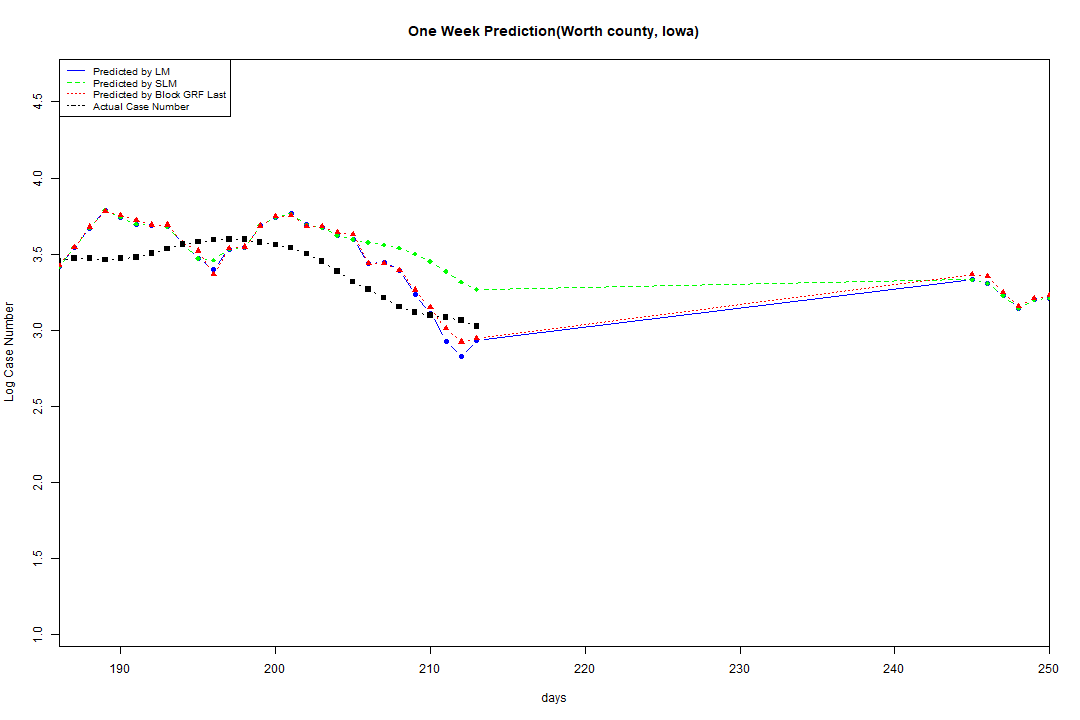 One Week Prediction(Worth county, Iowa)
Predicted by LM
Predicted by SLM
Predicted by Block GRF Last
Actual Case Number
Log Case Number
4.5
4.0
3.5
3.0
2.5
2.0
1.5
1.0
190 200 210 220 230 240 250
days